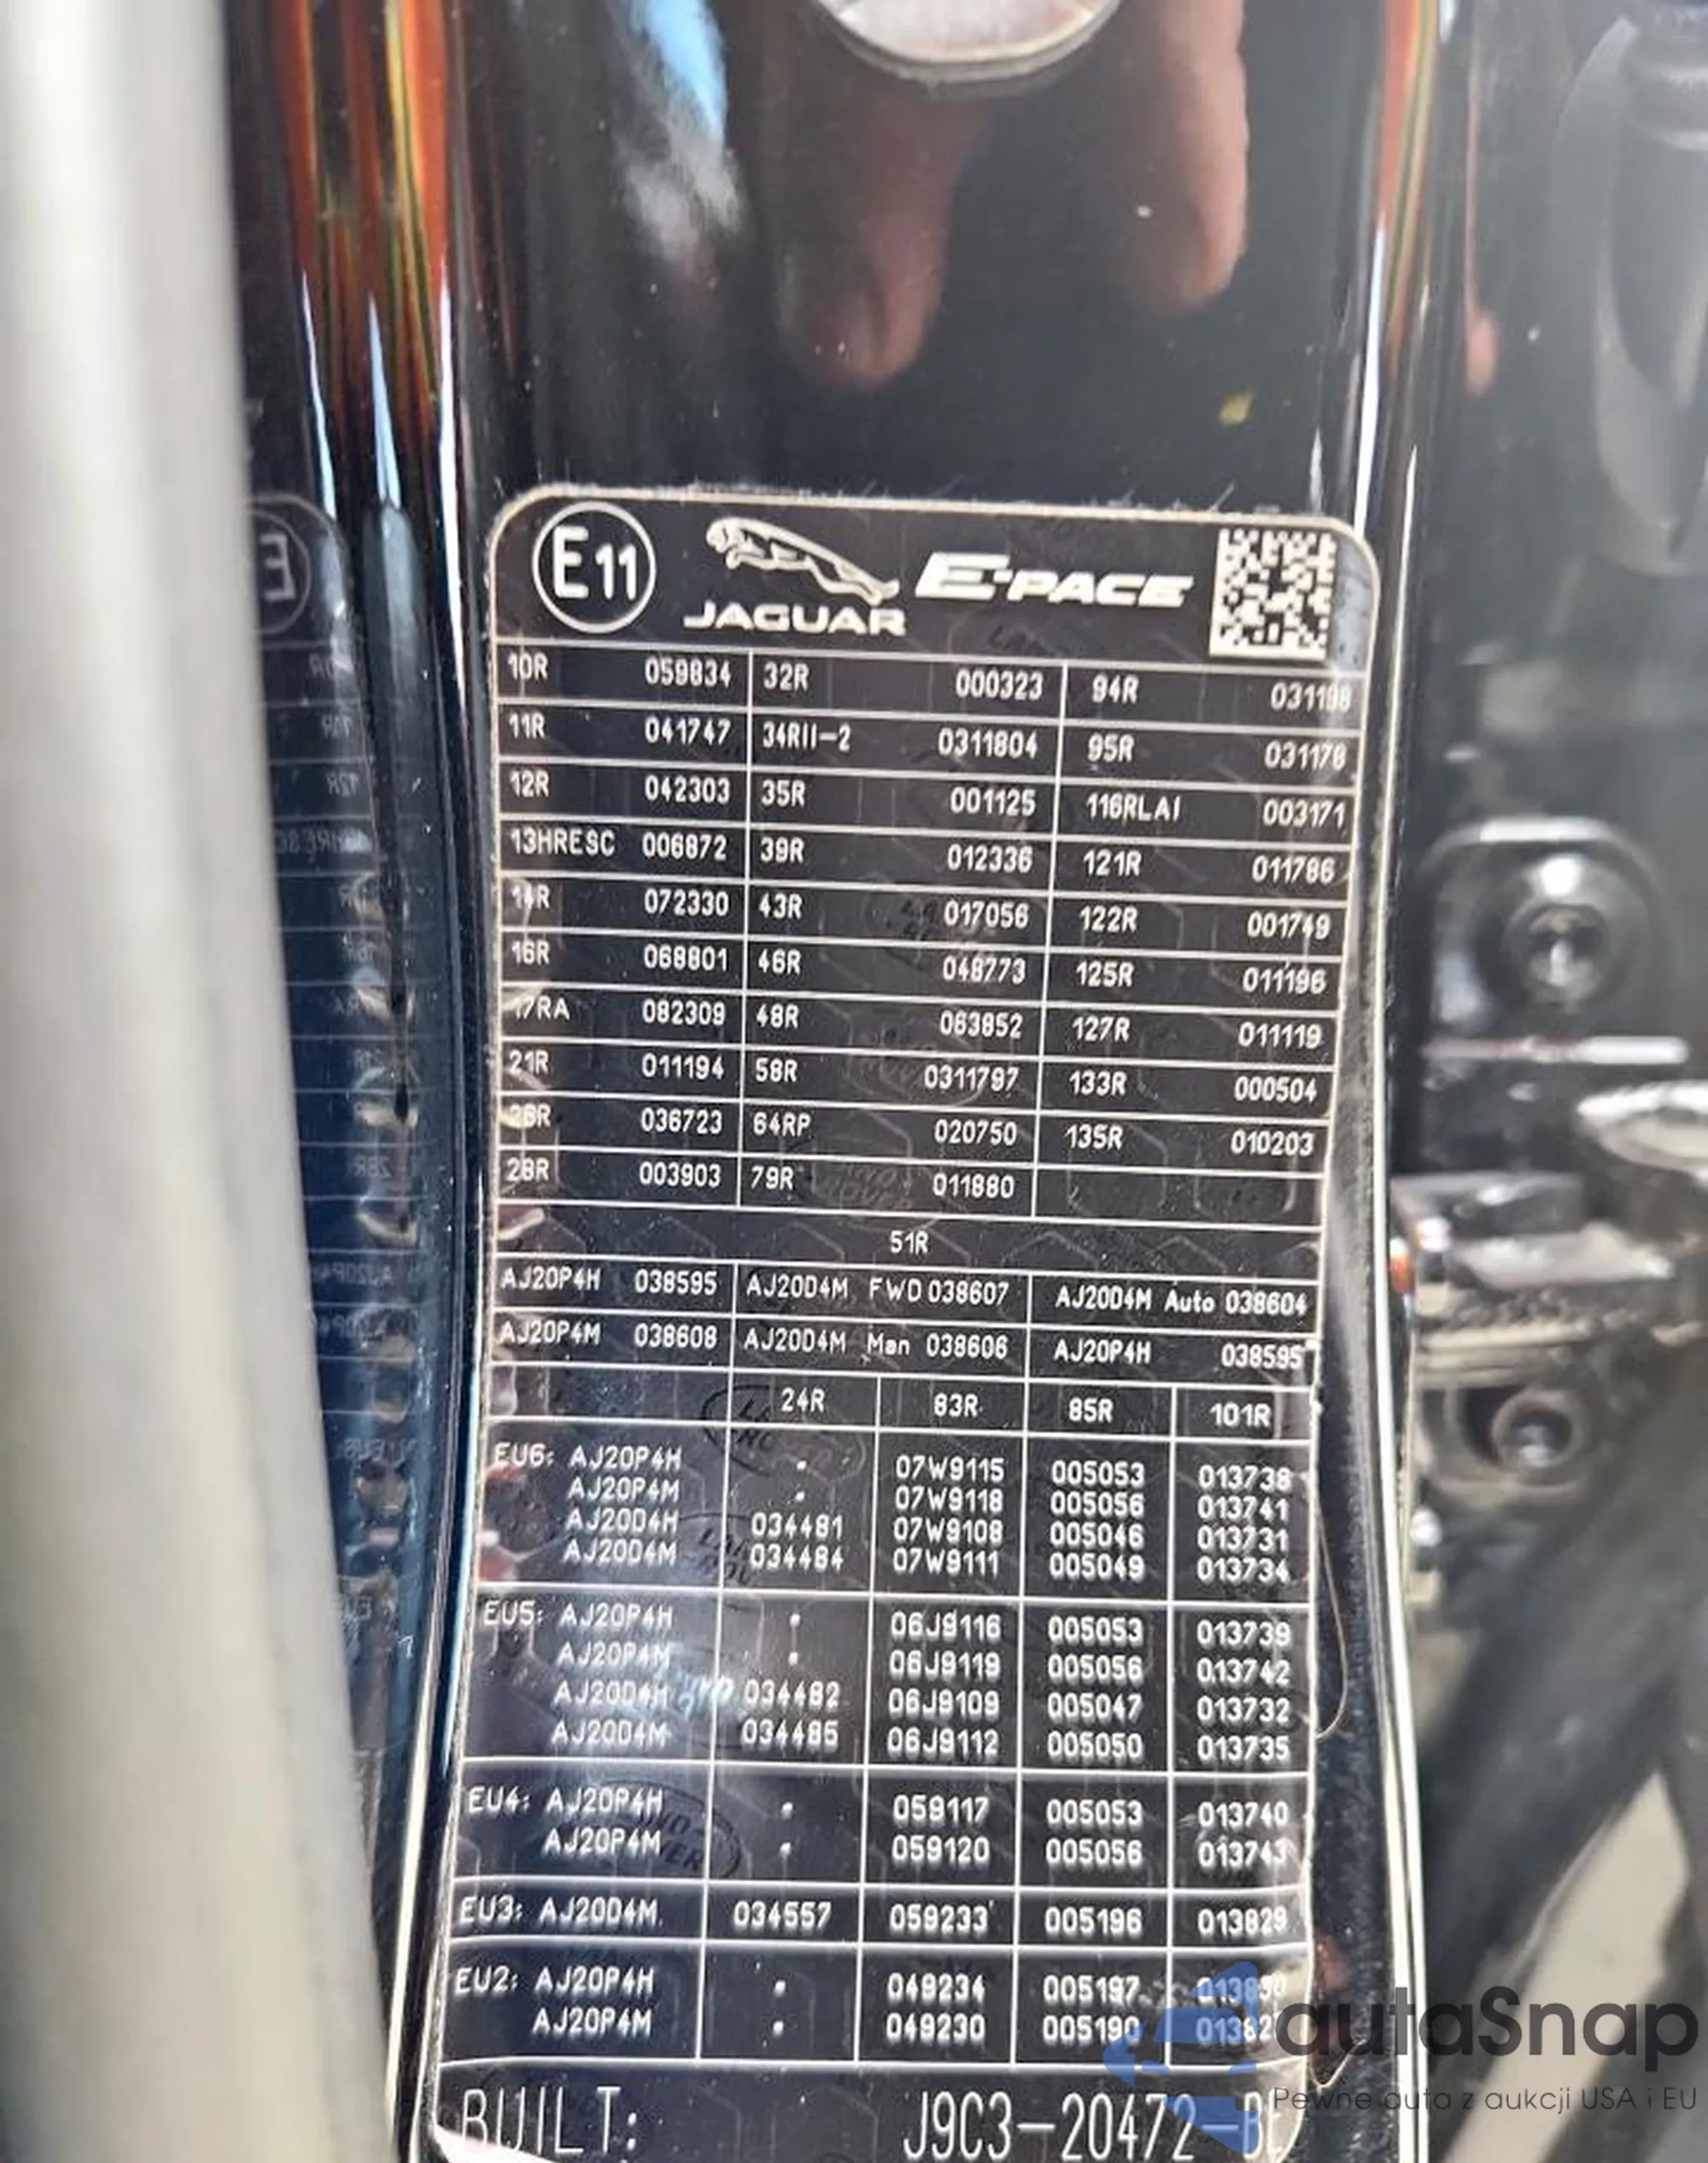 E11 JAGUAR E-PACE
10R 059834 32R 000323 94R 031198
11R 041747 34RII-2 0311804 95R 031178
12R 042303 35R 001125 116RLAI 003171
13HRESC 006872 39R 012336 121R 011786
14R 072330 43R 017056 122R 001749
16R 068801 46R 048773 125R 011196
17RA 082309 48R 063852 127R 011119
21R 011194 58R 0311797 133R 000504
26R 036723 64RP 020750 135R 010203
28R 003903 79R 011880
51R
AJ20P4H 038595 AJ20D4M FWD 038607 AJ20D4M Auto 038604
AJ20P4M 038608 AJ20D4M Man 038606 AJ20P4H 038595
24R 83R 85R 101R
EU6: AJ20P4H - 07W9115 005053 013738
AJ20P4M - 07W9118 005056 013741
AJ20D4H 034481 07W9108 005046 013731
AJ20D4M 034484 07W9111 005049 013734
EU5: AJ20P4H - 06J9116 005053 013739
AJ20P4M - 06J9119 005056 013742
AJ20D4H 034482 06J9109 005047 013732
AJ20D4M 034485 06J9112 005050 013735
EU4: AJ20P4H - 059117 005053 013740
AJ20P4M - 059120 005056 013743
EU3: AJ20D4M 034557 059233 005196 013829
EU2: AJ20P4H - 049234 005197
AJ20P4M - 049230
BUILT: J9C3-20472-
autaSnap
Pewne auta z aukcji USA i EU